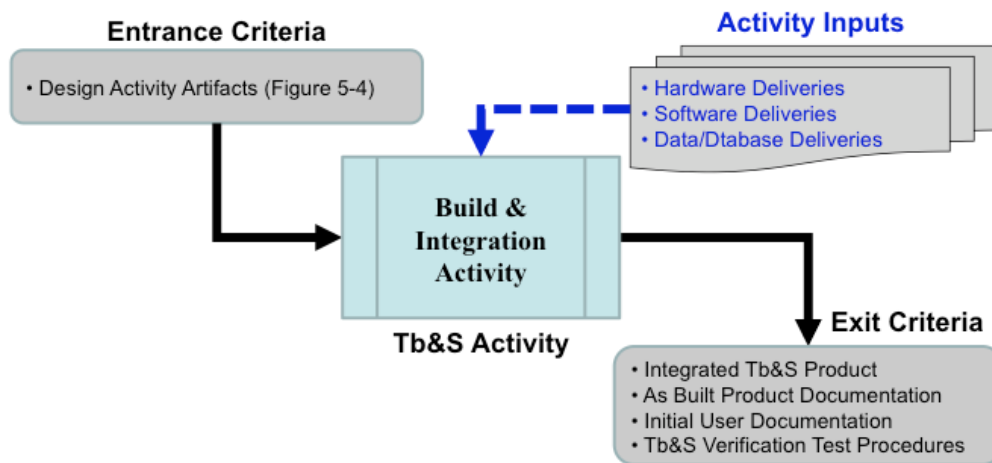 Entrance Criteria
• Design Activity Artifacts (Figure 5-4)
Activity Inputs
• Hardware Deliveries
• Software Deliveries
• Data/Dtabase Deliveries
Build &
Integration
Activity
Tb&S Activity
Exit Criteria
• Integrated Tb&S Product
• As Built Product Documentation
• Initial User Documentation
• Tb&S Verification Test Procedures